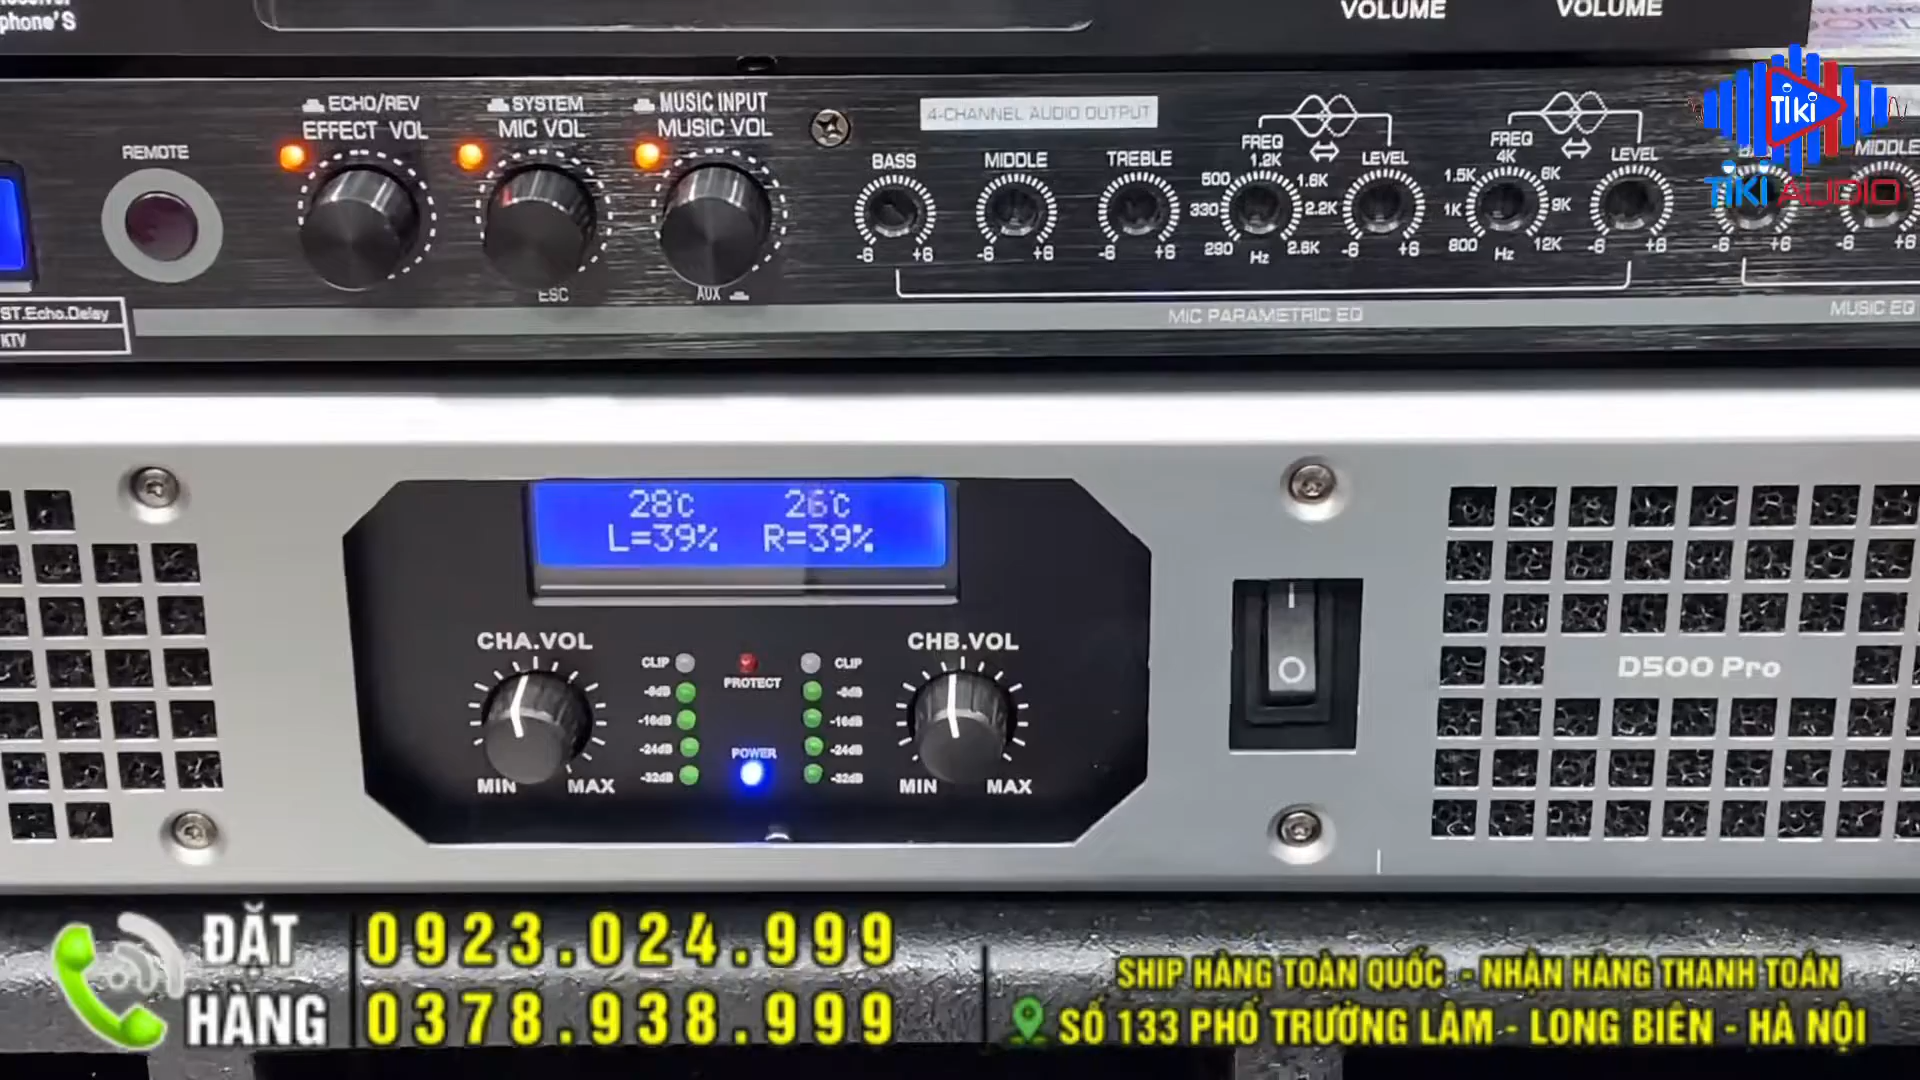 phone'S
VOLUME
VOLUME
ECHO/REV
EFFECT VOL
SYSTEM
MIC VOL
MUSIC INPUT
MUSIC VOL
4-CHANNEL AUDIO OUTPUT
REMOTE
BASS
MIDDLE
TREBLE
FREQ
1.2K
500
1.6K
330
2.2K
290
2.6K
Hz
LEVEL
FREQ
4K
1.5K
6K
1K
9K
800
12K
Hz
LEVEL
MIDDLE
-6 +6
-6 +6
-6 +6
-6 +6
-6 +6
-6 +6
-6 +6
Tiki
TIKI AUDIO
ESC
AUX
ST.Echo.Delay
KTV
MIC PARAMETRIC EQ
MUSIC EQ
28°C 26°C
L=39% R=39%
CHA.VOL
MIN MAX
CLIP
-8dB
-16dB
-24dB
-32dB
PROTECT
POWER
CLIP
-8dB
-16dB
-24dB
-32dB
CHB.VOL
MIN MAX
D500 Pro
ĐẶT
HÀNG
0923.024.999
0378.938.999
SHIP HÀNG TOÀN QUỐC - NHẬN HÀNG THANH TOÁN
SỐ 133 PHỐ TRƯỜNG LÂM - LONG BIÊN - HÀ NỘI